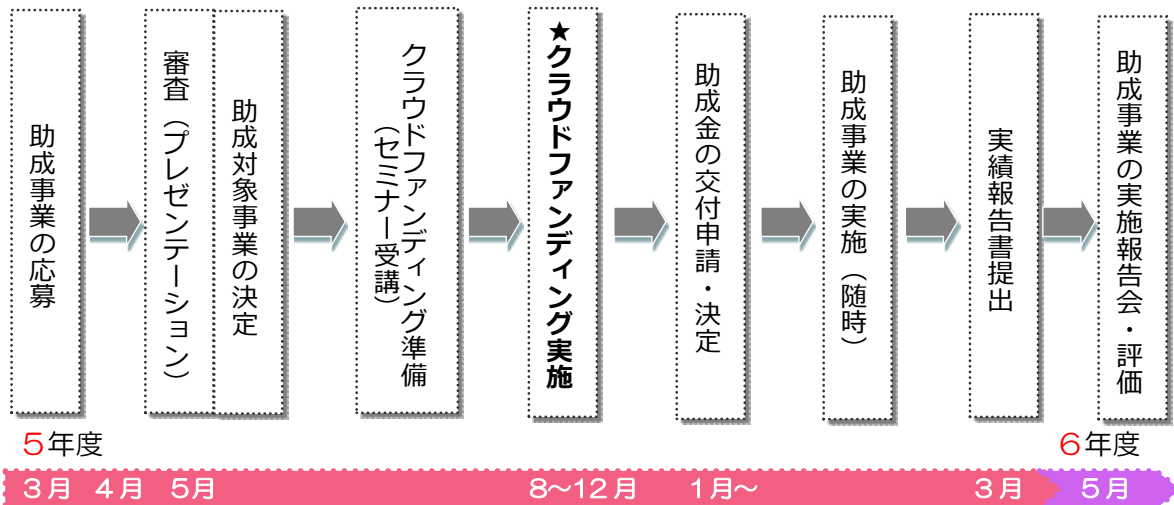 助成事業の応募
審査（プレゼンテーション）
助成対象事業の決定
クラウドファンディング準備
（セミナー受講）
★クラウドファンディング実施
助成金の交付申請・決定
助成事業の実施（随時）
実績報告書提出
助成事業の実施報告会・評価
５年度
６年度
３月 ４月 ５月 8～12月 １月～ ３月 ５月